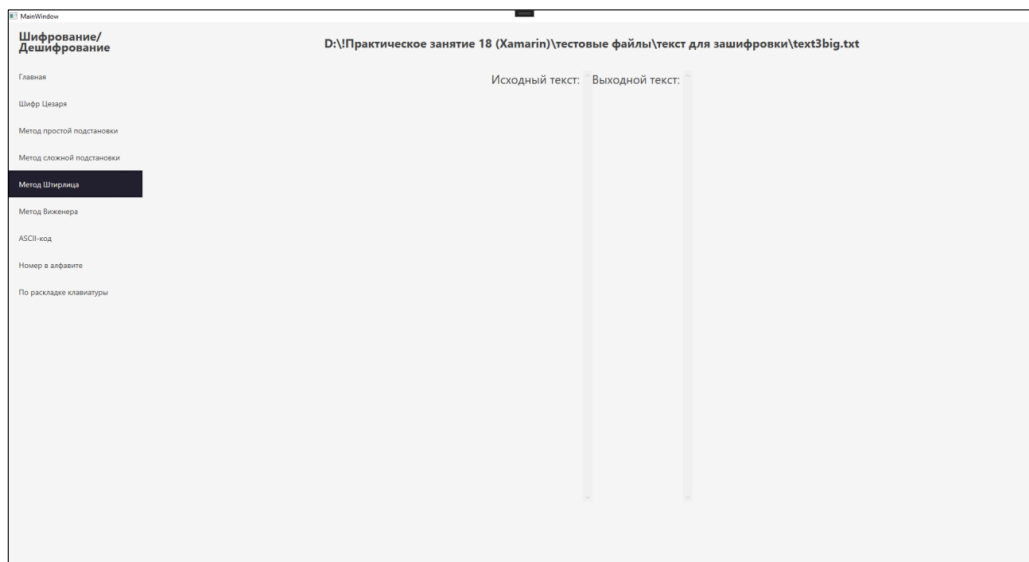 MainWindow
Шифрование/
Дешифрование
D:\!Практическое занятие 18 (Xamarin)\тестовые файлы\текст для зашифровки\text3big.txt
Главная
Исходный текст: Выходной текст:
Шифр Цезаря
Метод простой подстановки
Метод сложной подстановки
Метод Штирлица
Метод Виженера
ASCII-код
Номер в алфавите
По раскладке клавиатуры